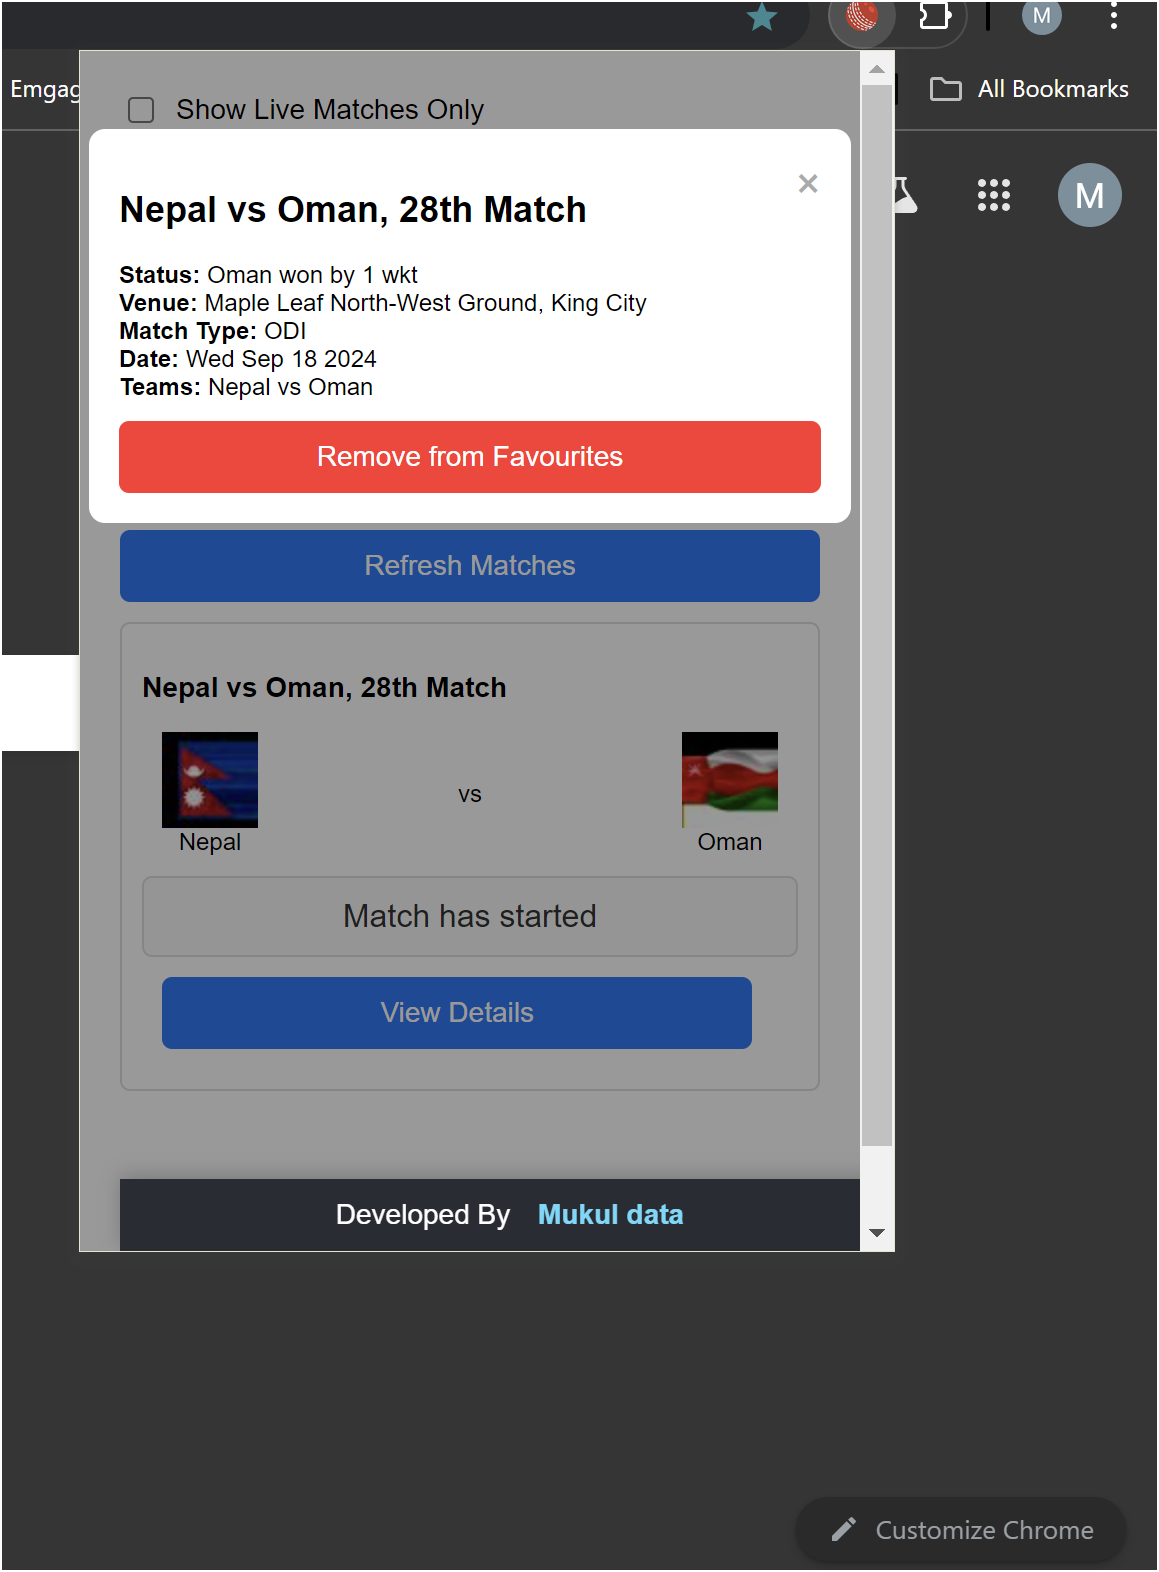 M
Emgag
All Bookmarks
Show Live Matches Only
M
×
Nepal vs Oman, 28th Match
Status: Oman won by 1 wkt
Venue: Maple Leaf North-West Ground, King City
Match Type: ODI
Date: Wed Sep 18 2024
Teams: Nepal vs Oman
Remove from Favourites
Refresh Matches
Nepal vs Oman, 28th Match
vs
Nepal Oman
Match has started
View Details
Developed By Mukul data
Customize Chrome